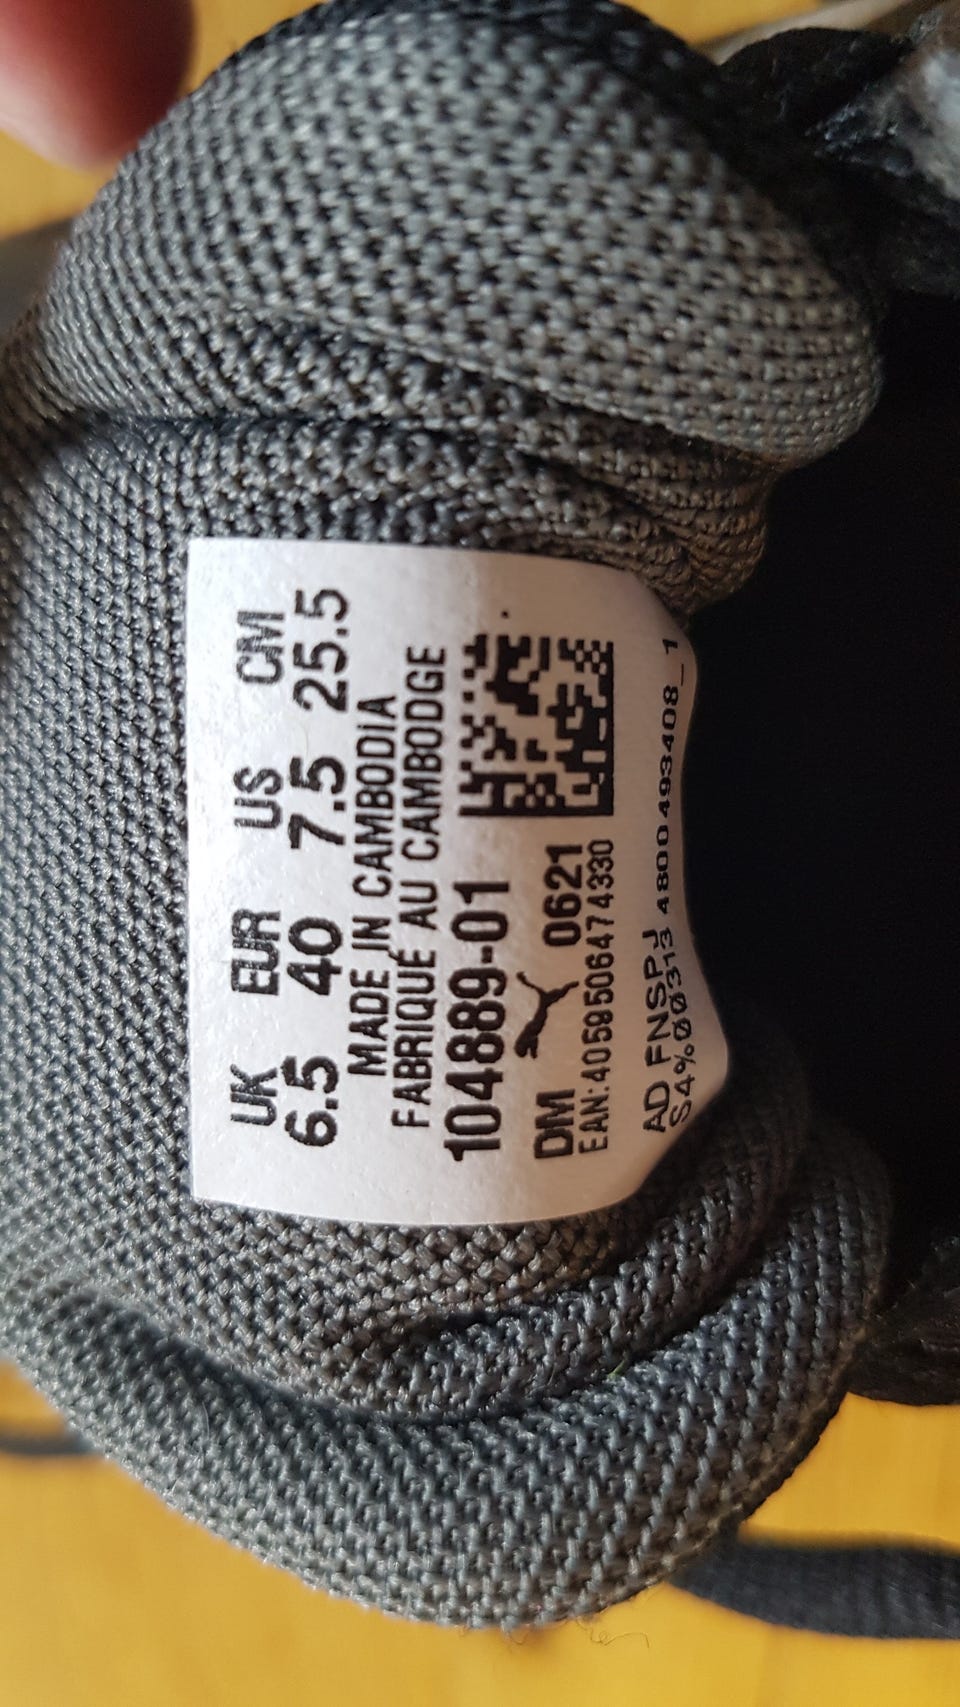 UK EUR US CM
6.5 40 7.5 25.5
MADE IN CAMBODIA
FABRIQUÉ AU CAMBODGE
104889-01
DM 0621
EAN:4059506474330
AD FNSPJ
S4%00313 4800493408_1